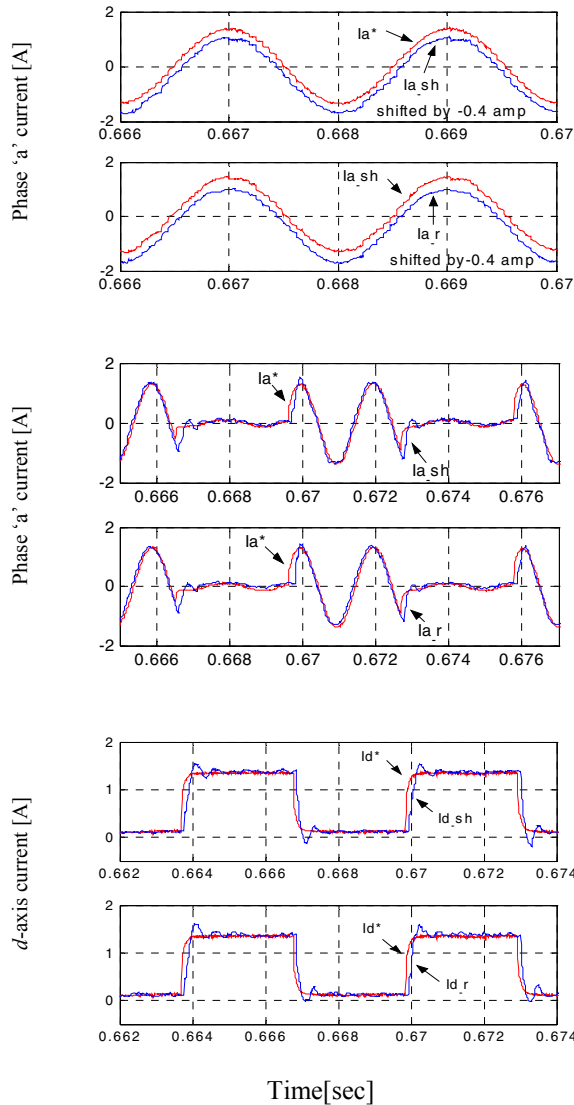 Phase 'a' current [A]
2
0
-2
Ia*
Ia_sh
shifted by -0.4 amp
0.666 0.667 0.668 0.669 0.67
2
0
-2
Ia_sh
Ia_r
shifted by -0.4 amp
0.666 0.667 0.668 0.669 0.67
Phase 'a' current [A]
2
0
-2
Ia*
Ia_sh
0.666 0.668 0.67 0.672 0.674 0.676
2
0
-2
Ia*
Ia_r
0.666 0.668 0.67 0.672 0.674 0.676
d-axis current [A]
2
1
0
Id*
Id_sh
0.662 0.664 0.666 0.668 0.67 0.672 0.674
2
1
0
Id*
Id_r
0.662 0.664 0.666 0.668 0.67 0.672 0.674
Time[sec]